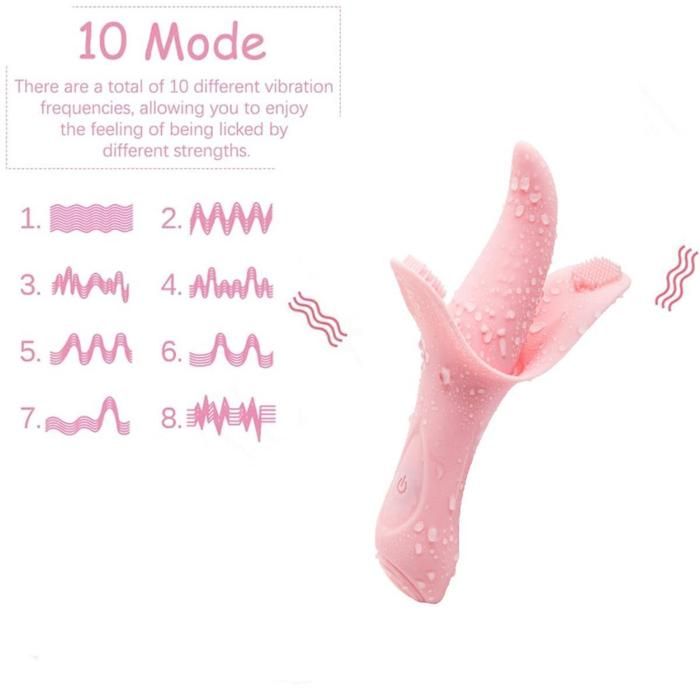 10 Mode
There are a total of 10 different vibration
frequencies, allowing you to enjoy
the feeling of being licked by
different strengths.
1. 2.
3. 4.
5. 6.
7. 8.